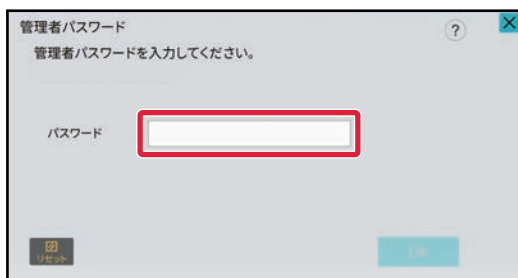 管理者パスワード
?
管理者パスワードを入力してください。
パスワード
リセット